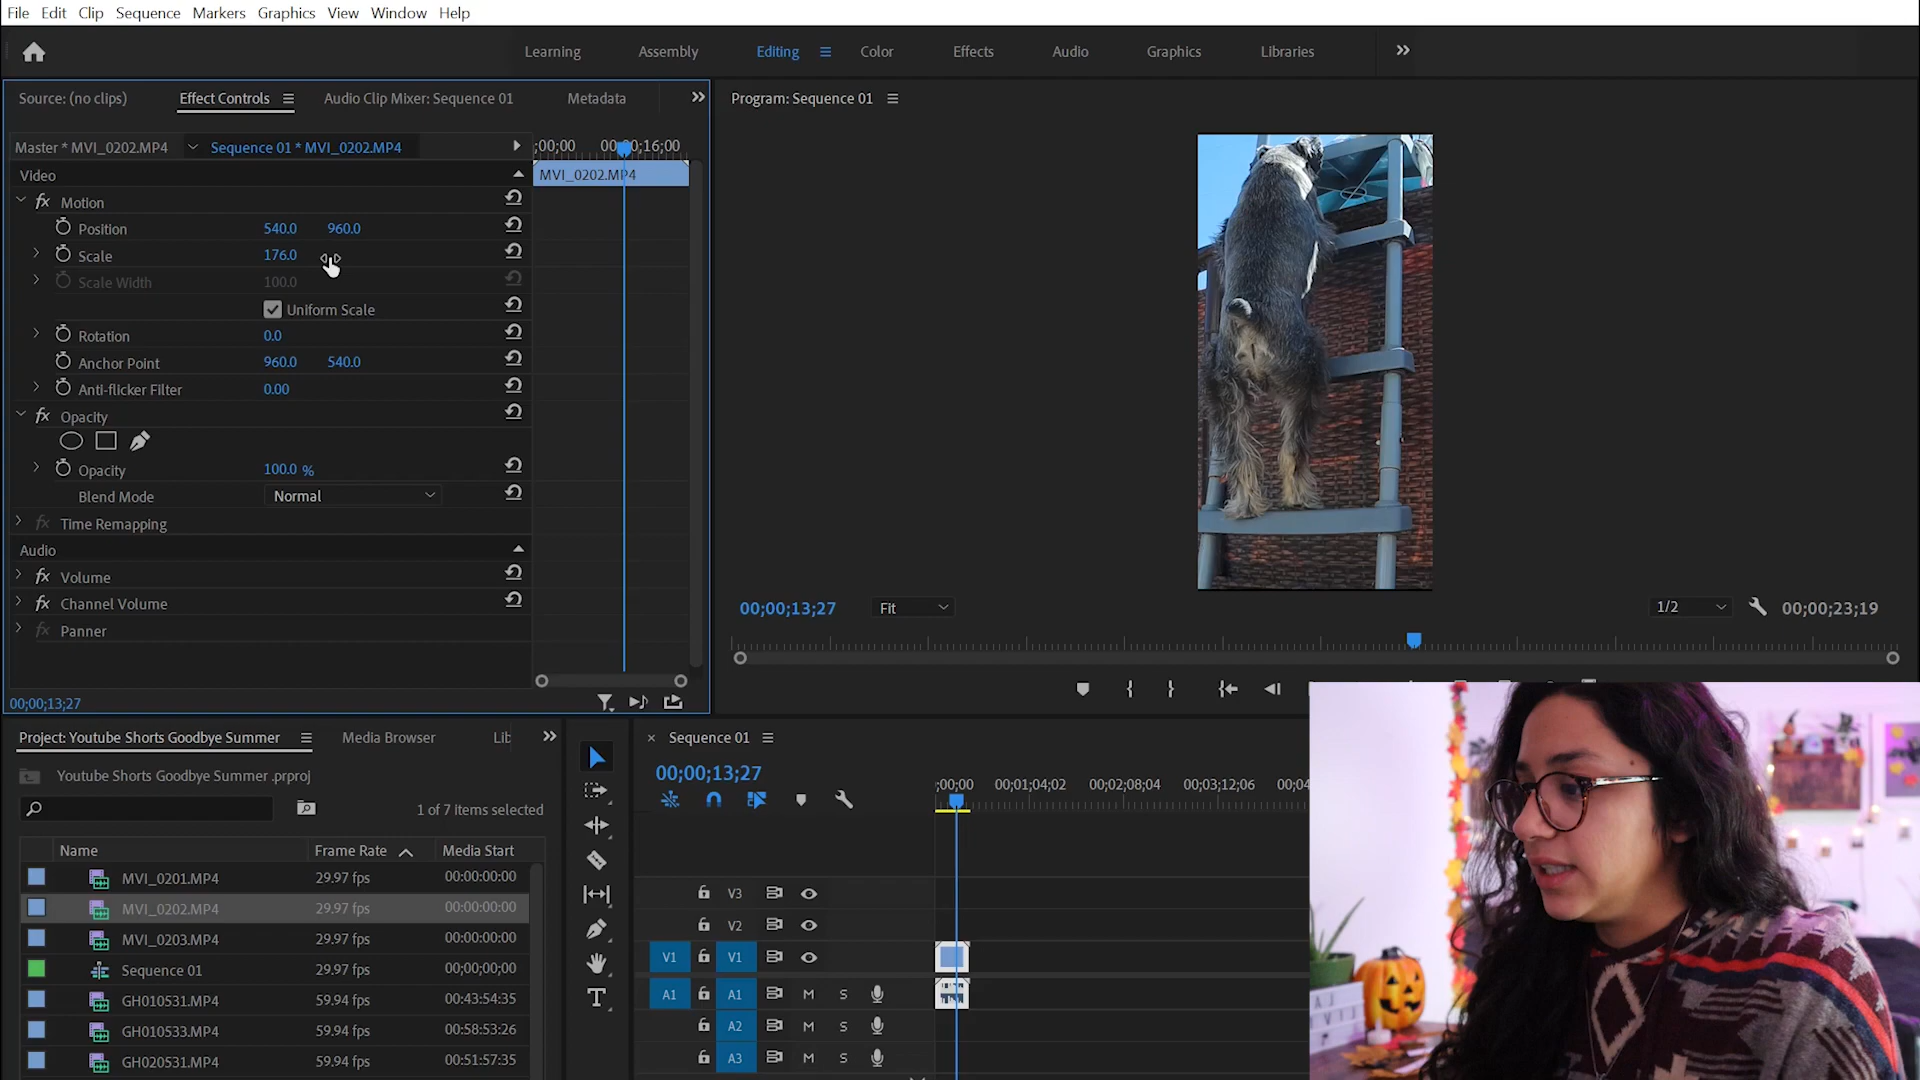 File Edit Clip Sequence Markers Graphics View Window Help
Learning Assembly Editing Color Effects Audio Graphics Libraries
Source: (no clips) Effect Controls Audio Clip Mixer: Sequence 01 Metadata
Program: Sequence 01
Master * MVI_0202.MP4 Sequence 01 * MVI_0202.MP4 ;00;00 16;00
Video MVI_0202.MP4
fx Motion
Position 540.0 960.0
Scale 176.0
Scale Width 100.0
Uniform Scale
Rotation 0.0
Anchor Point 960.0 540.0
Anti-flicker Filter 0.00
fx Opacity
Opacity 100.0 %
Blend Mode Normal
fx Time Remapping
Audio
fx Volume
fx Channel Volume
fx Panner
00;00;13;27
00;00;13;27 Fit 1/2 00;00;23;19
Project: Youtube Shorts Goodbye Summer Media Browser Lib
Youtube Shorts Goodbye Summer .prproj
1 of 7 items selected
Name Frame Rate Media Start
MVI_0201.MP4 29.97 fps 00:00:00:00
MVI_0202.MP4 29.97 fps 00:00:00:00
MVI_0203.MP4 29.97 fps 00:00:00:00
Sequence 01 29.97 fps 00;00;00;00
GH010531.MP4 59.94 fps 00:43:54:35
GH010533.MP4 59.94 fps 00:58:53:26
GH020531.MP4 59.94 fps 00:51:57:35
× Sequence 01
00;00;13;27
;00;00 00;01;04;02 00;02;08;04 00;03;12;06 00;04
V3
V2
V1 V1
A1 A1 M S
A2 M S
A3 M S